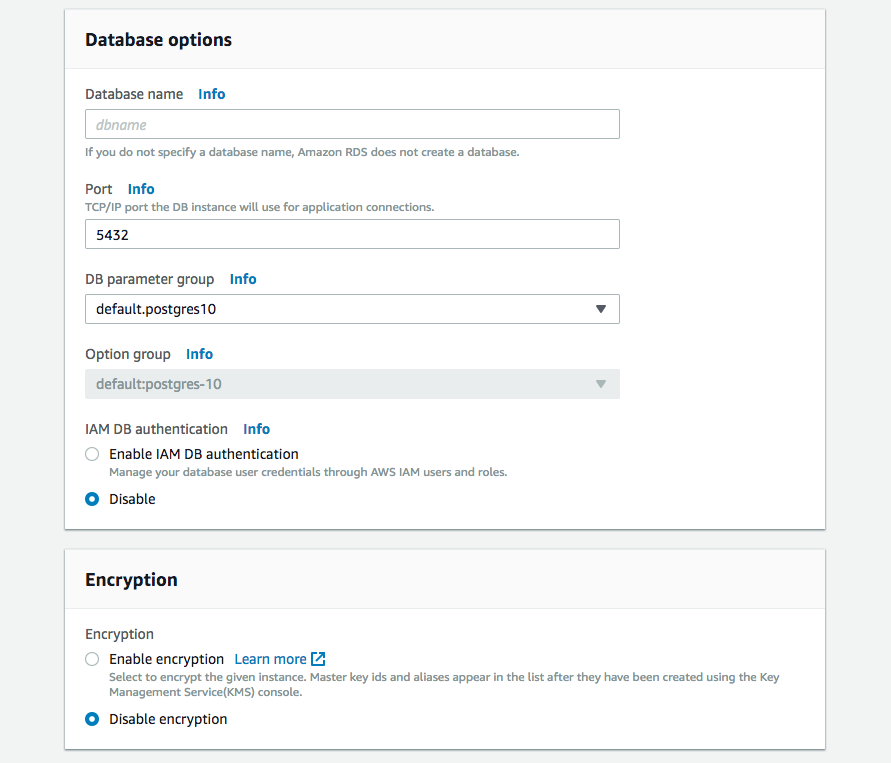 Database options
Database name Info
dbname
If you do not specify a database name, Amazon RDS does not create a database.
Port Info
TCP/IP port the DB instance will use for application connections.
5432
DB parameter group Info
default.postgres10
Option group Info
default:postgres-10
IAM DB authentication Info
Enable IAM DB authentication
Manage your database user credentials through AWS IAM users and roles.
Disable
Encryption
Encryption
Enable encryption Learn more
Select to encrypt the given instance. Master key ids and aliases appear in the list after they have been created using the Key
Management Service(KMS) console.
Disable encryption